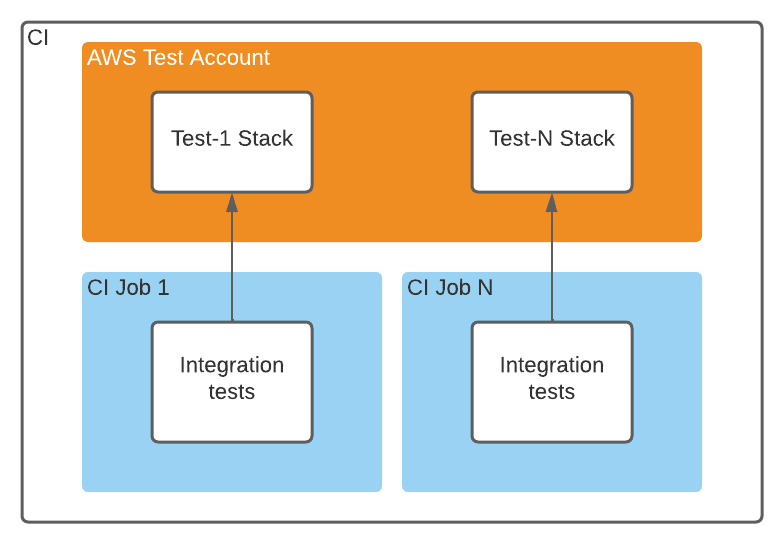 CI
AWS Test Account
Test-1 Stack
Test-N Stack
CI Job 1
CI Job N
Integration
tests
Integration
tests